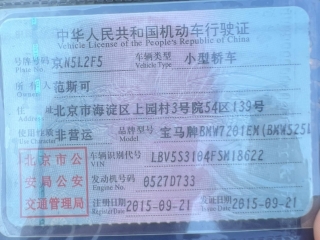 中华人民共和国机动车行驶证
Vehicle License of the People's Republic of China
号牌号码 京N5L2F5 车辆类型 小型轿车
Plate No. Vehicle Type
所有人 范斯可
Owner
住址 北京市海淀区上园村3号院54区139号
Address
使用性质 非营运 品牌型号 宝马牌BMW7201EM(BMW525L
Use Character Model
北京市公 车辆识别代号 LBV5S3104FSM18622
VIN
安局公安 发动机号码 0527D733
Engine No.
交通管理局 注册日期 2015-09-21 发证日期 2015-09-21
Register Date Issue Date